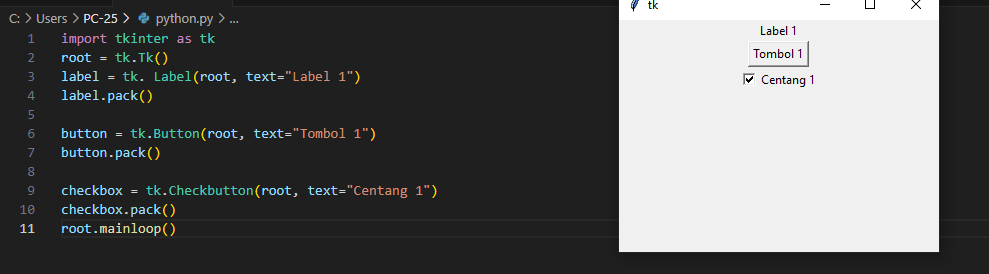 C: > Users > PC-25 > python.py > ...
1 import tkinter as tk
2 root = tk.Tk()
3 label = tk. Label(root, text="Label 1")
4 label.pack()
5
6 button = tk.Button(root, text="Tombol 1")
7 button.pack()
8
9 checkbox = tk.Checkbutton(root, text="Centang 1")
10 checkbox.pack()
11 root.mainloop()
tk
Label 1
Tombol 1
Centang 1